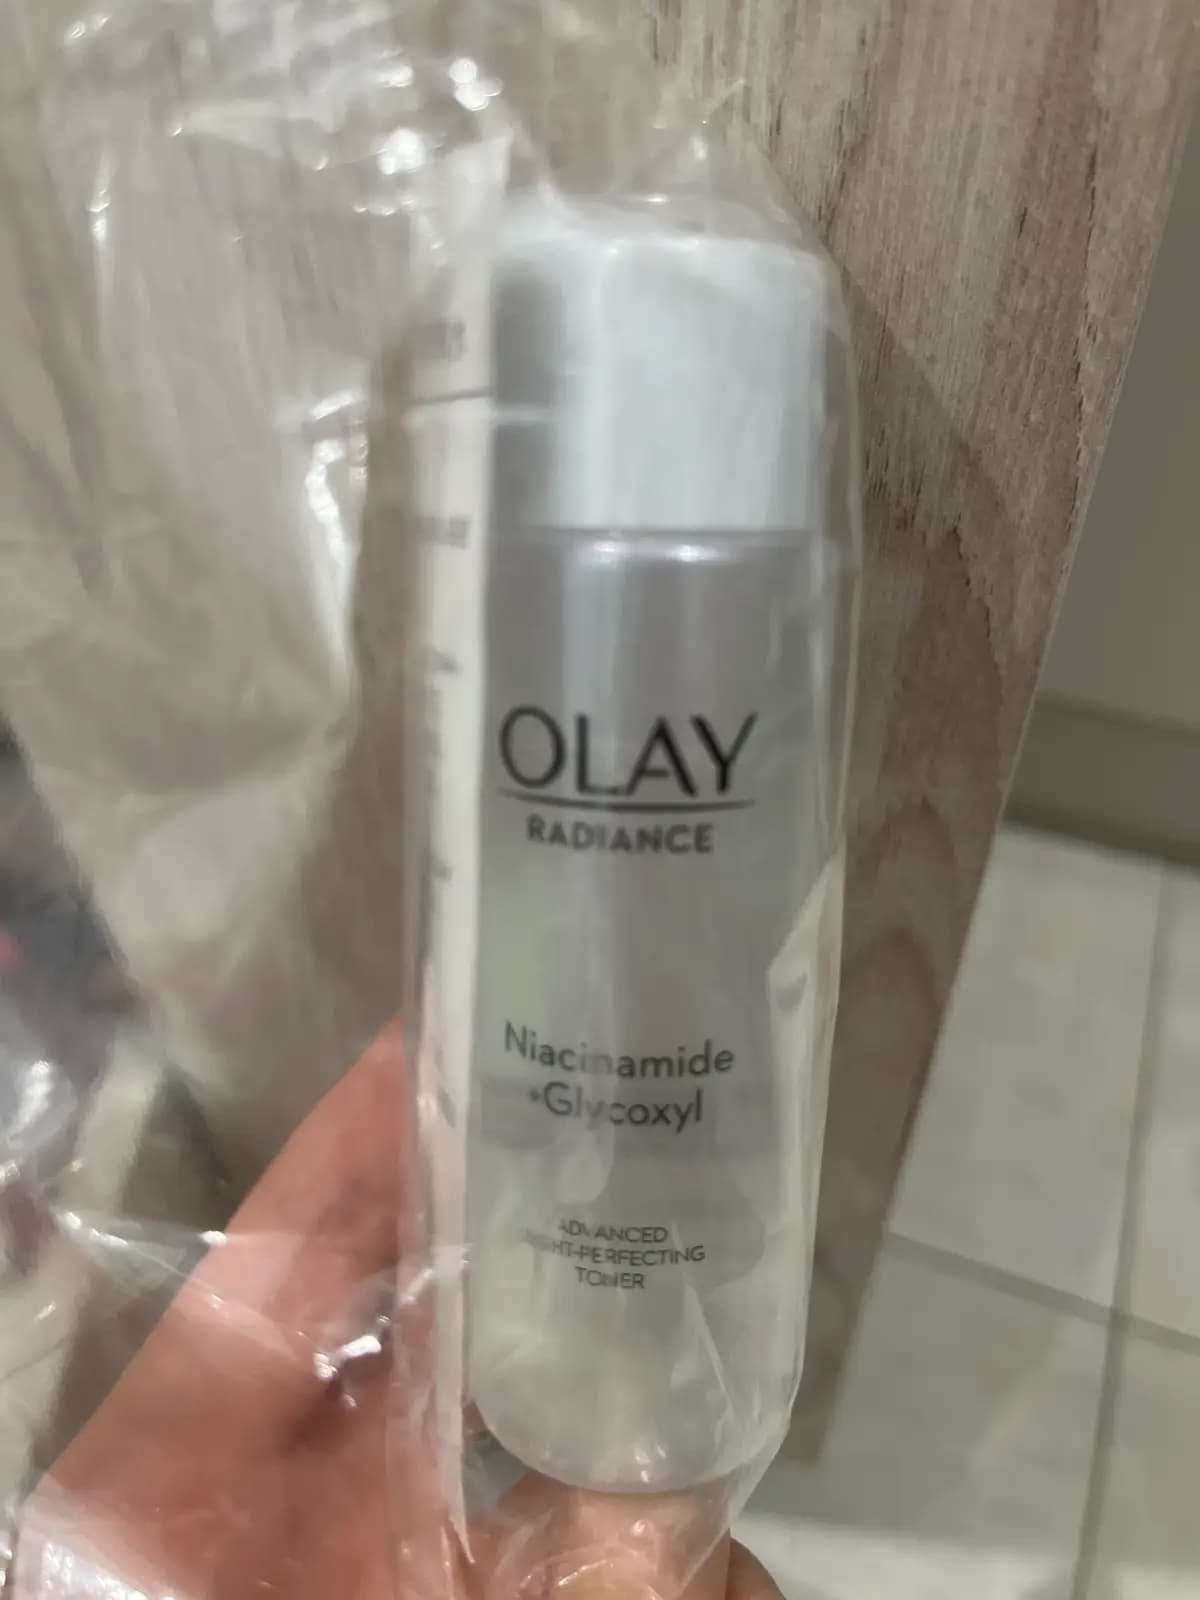 OLAY
RADIANCE
Niacinamide
+Glycoxyl
ADVANCED
TONER